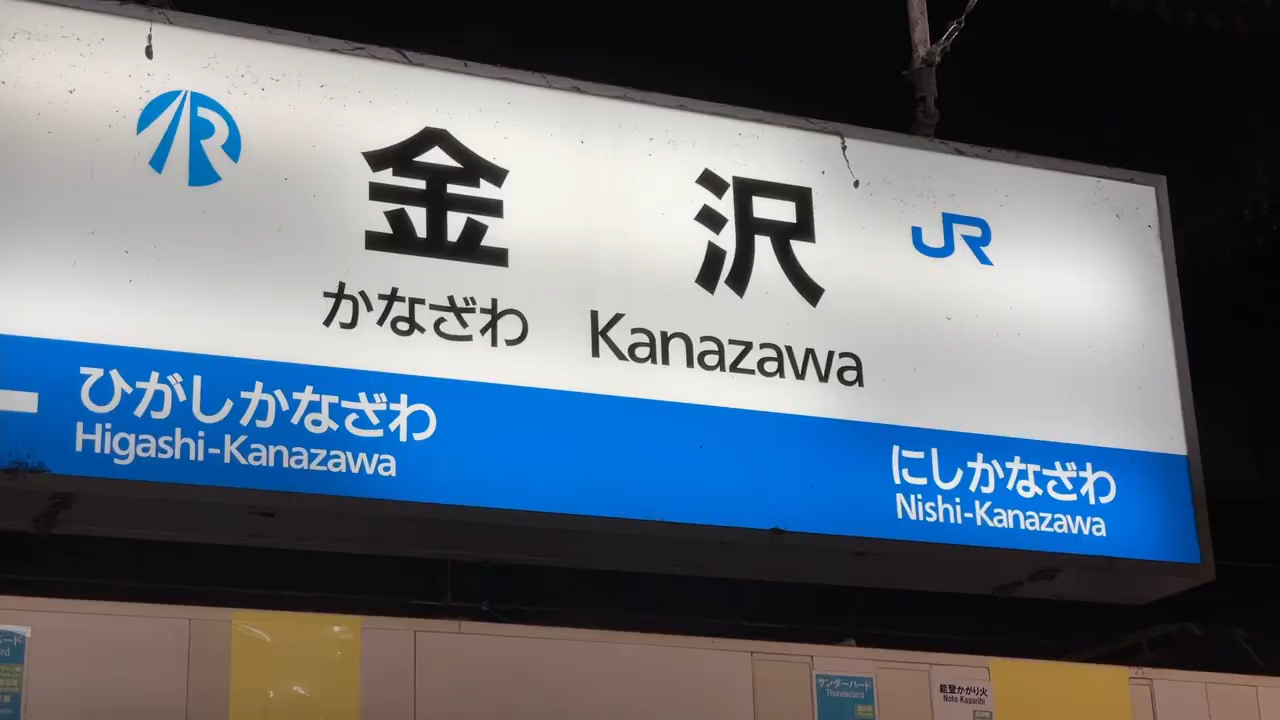 金沢
JR
かなざわ Kanazawa
ひがしかなざわ
Higashi-Kanazawa
にしかなざわ
Nishi-Kanazawa
サンダーバード
Thunderbird
能登かがり火
Noto Kagaribi